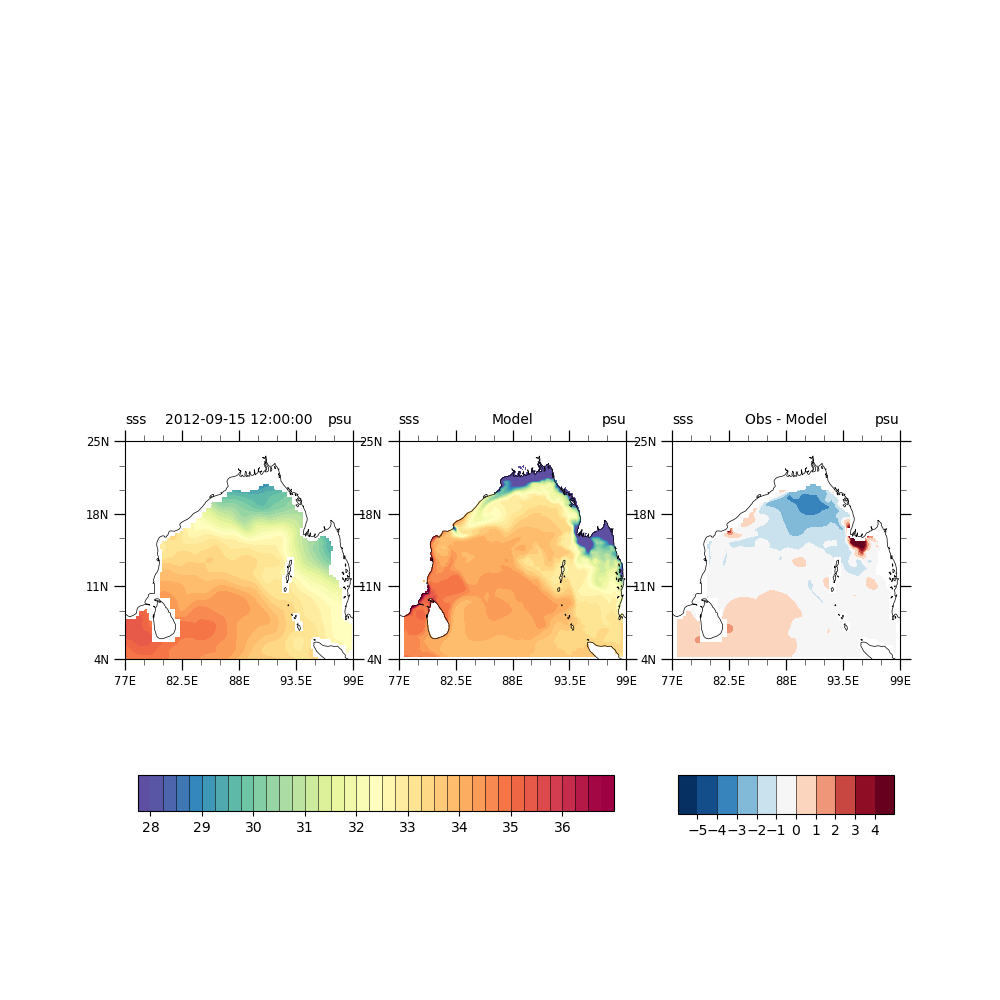 sss 2012-09-15 12:00:00 psu
sss Model psu
sss Obs - Model psu
25N
18N
11N
4N
77E 82.5E 88E 93.5E 99E
25N
18N
11N
4N
77E 82.5E 88E 93.5E 99E
25N
18N
11N
4N
77E 82.5E 88E 93.5E 99E
28 29 30 31 32 33 34 35 36
−5 −4 −3 −2 −1 0 1 2 3 4